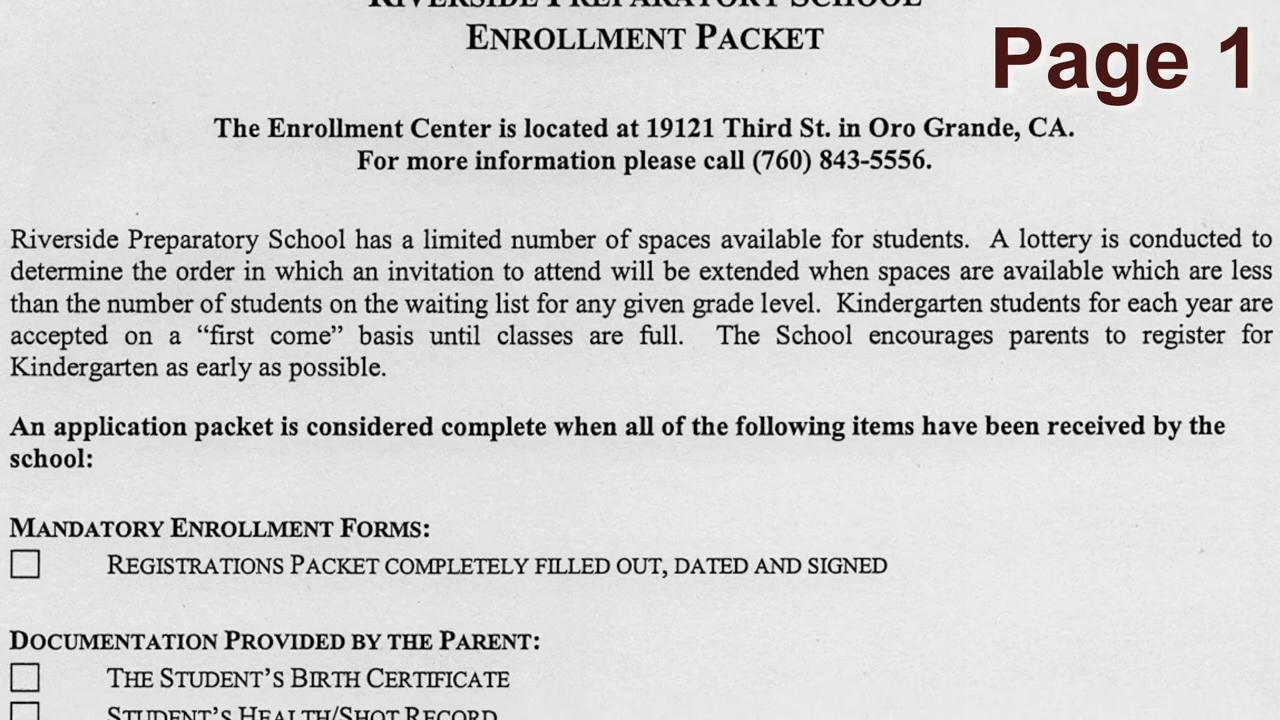 RIVERSIDE PREPARATORY SCHOOL
ENROLLMENT PACKET
Page 1
The Enrollment Center is located at 19121 Third St. in Oro Grande, CA.
For more information please call (760) 843-5556.
Riverside Preparatory School has a limited number of spaces available for students. A lottery is conducted to
determine the order in which an invitation to attend will be extended when spaces are available which are less
than the number of students on the waiting list for any given grade level. Kindergarten students for each year are
accepted on a “first come” basis until classes are full. The School encourages parents to register for
Kindergarten as early as possible.
An application packet is considered complete when all of the following items have been received by the
school:
MANDATORY ENROLLMENT FORMS:
REGISTRATIONS PACKET COMPLETELY FILLED OUT, DATED AND SIGNED
DOCUMENTATION PROVIDED BY THE PARENT:
THE STUDENT’S BIRTH CERTIFICATE
STUDENT’S HEALTH/SHOT RECORD